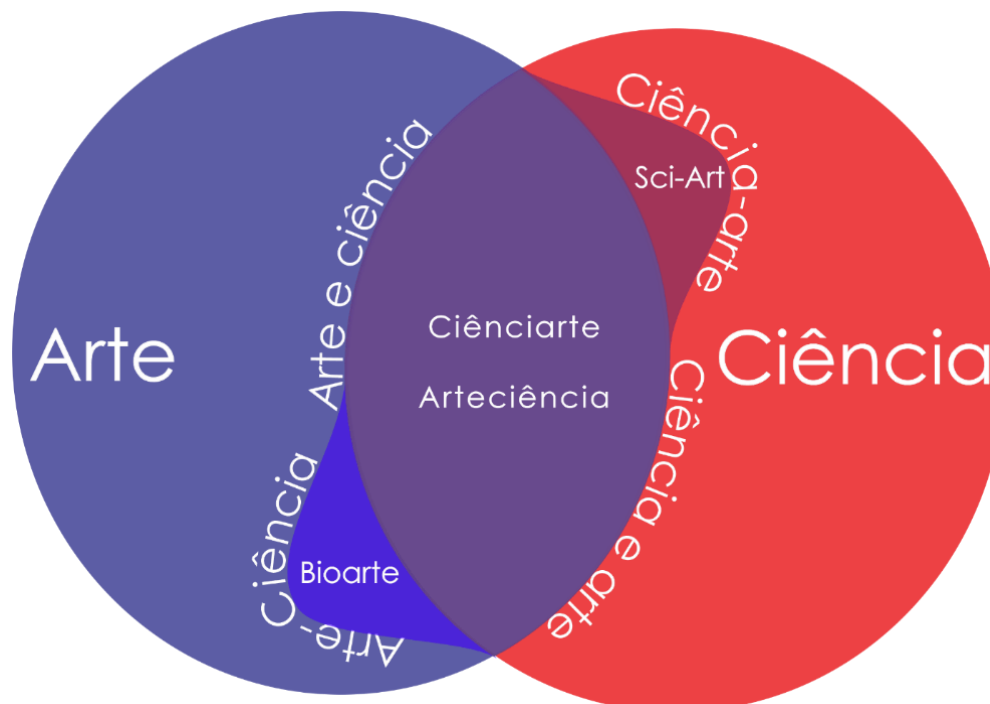 Arte
Arte e ciência
Arte-Ciência
Bioarte
Ciênciarte
Arteciência
Ciência-arte
Sci-Art
Ciência
Ciência e arte